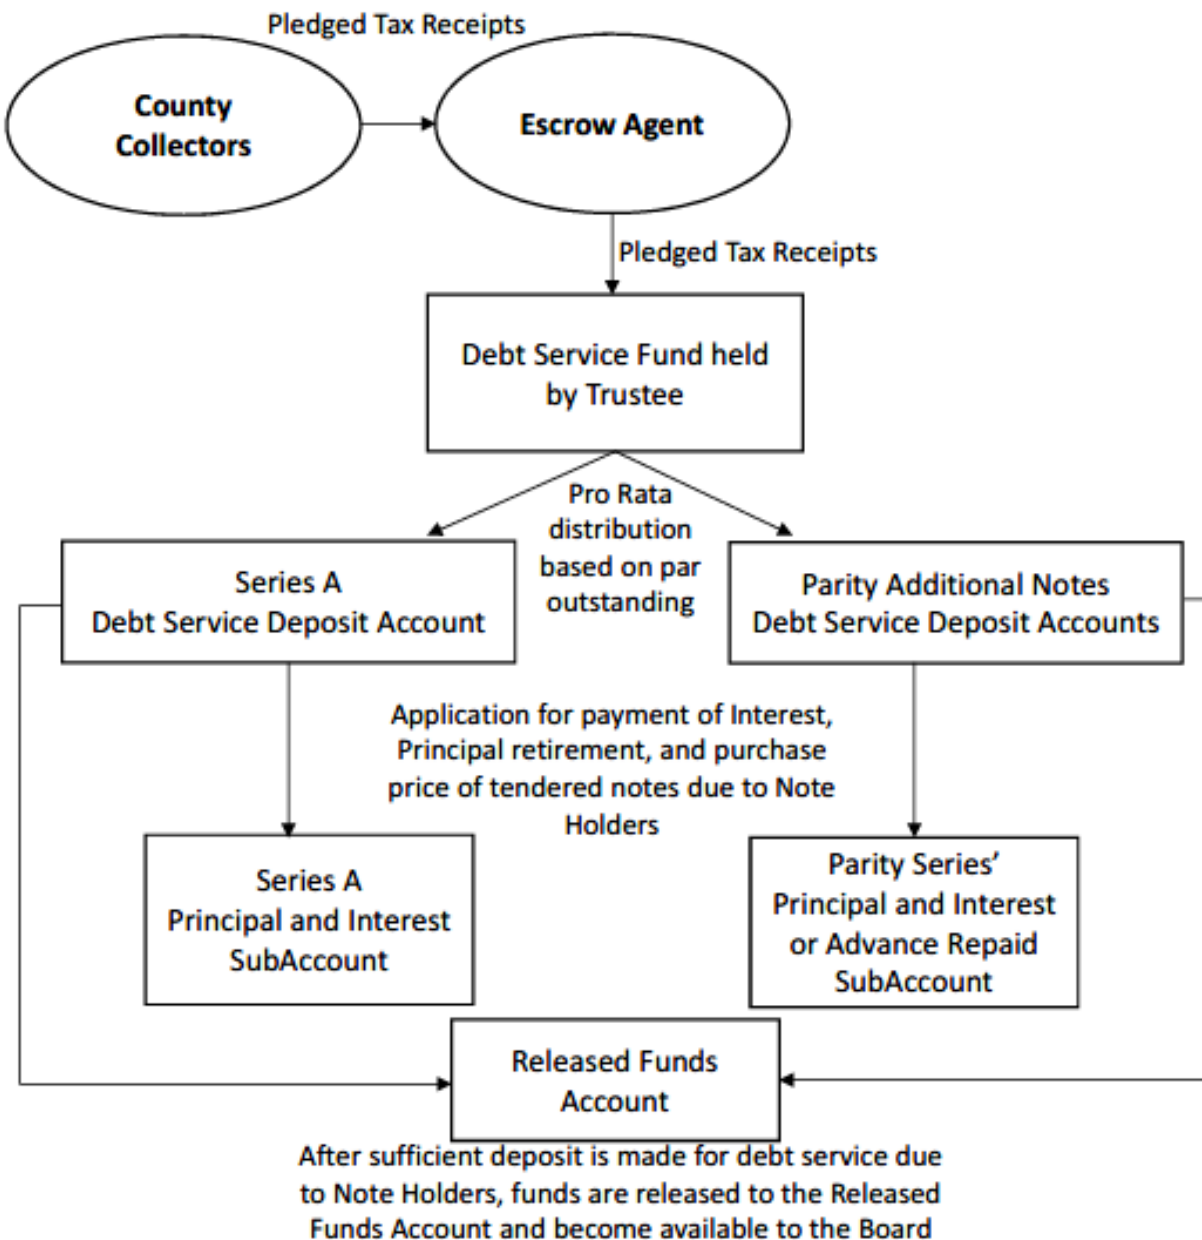 Pledged Tax Receipts
County
Collectors
Escrow Agent
Pledged Tax Receipts
Debt Service Fund held
by Trustee
Pro Rata
distribution
based on par
outstanding
Series A
Debt Service Deposit Account
Parity Additional Notes
Debt Service Deposit Accounts
Application for payment of Interest,
Principal retirement, and purchase
price of tendered notes due to Note
Holders
Series A
Principal and Interest
SubAccount
Parity Series’
Principal and Interest
or Advance Repaid
SubAccount
Released Funds
Account
After sufficient deposit is made for debt service due
to Note Holders, funds are released to the Released
Funds Account and become available to the Board